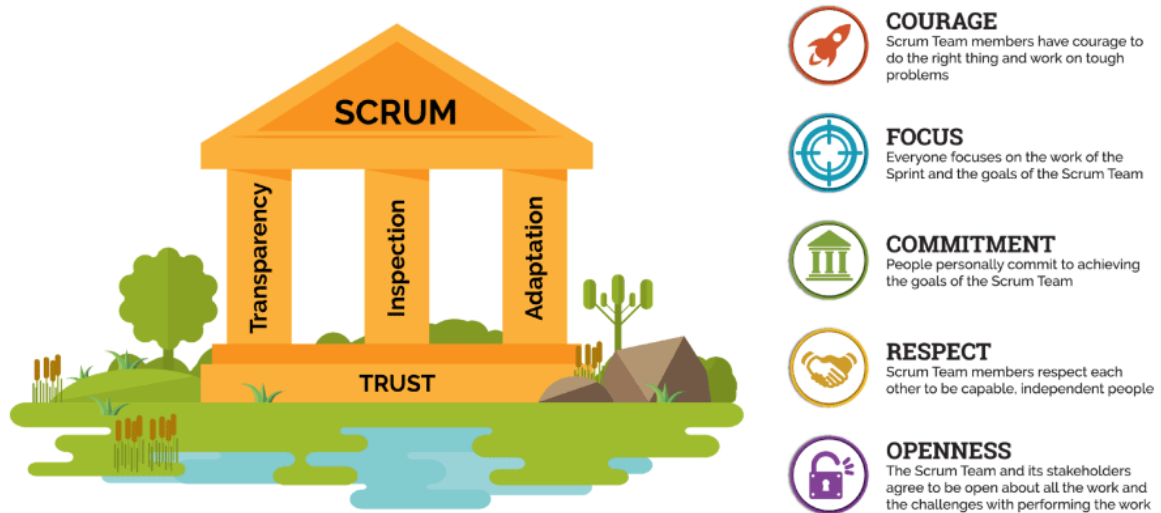 SCRUM
Transparency
Inspection
Adaptation
TRUST
COURAGE
Scrum Team members have courage to
do the right thing and work on tough
problems
FOCUS
Everyone focuses on the work of the
Sprint and the goals of the Scrum Team
COMMITMENT
People personally commit to achieving
the goals of the Scrum Team
RESPECT
Scrum Team members respect each
other to be capable, independent people
OPENNESS
The Scrum Team and its stakeholders
agree to be open about all the work and
the challenges with performing the work